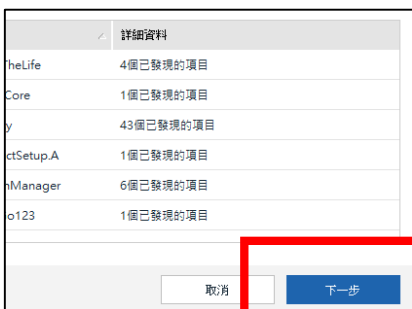 詳細資料
TheLife 4個已發現的項目
Core 1個已發現的項目
y 43個已發現的項目
ctSetup.A 1個已發現的項目
nManager 6個已發現的項目
o123 1個已發現的項目
取消 下一步